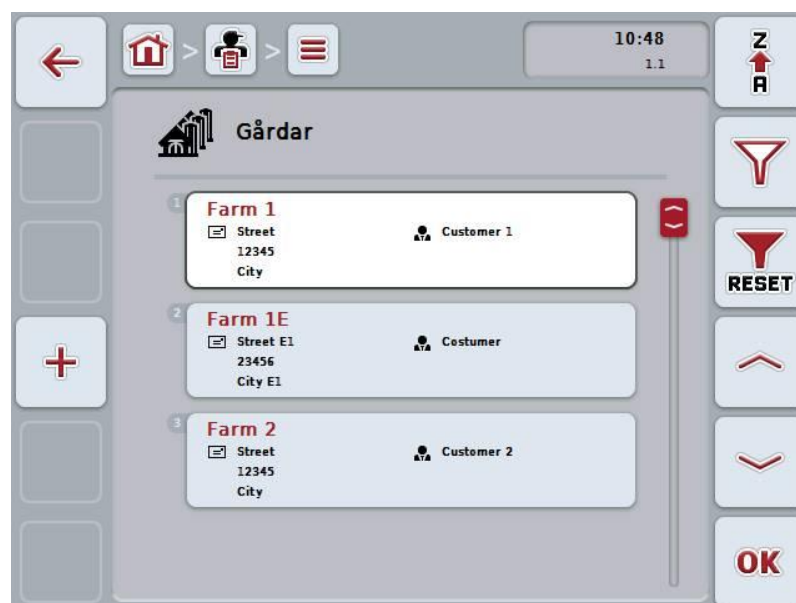 10:48
1.1
Z
A
Gårdar
1
Farm 1
Street
Customer 1
12345
City
RESET
2
Farm 1E
Street E1
Costumer
23456
City E1
3
Farm 2
Street
Customer 2
12345
City
OK